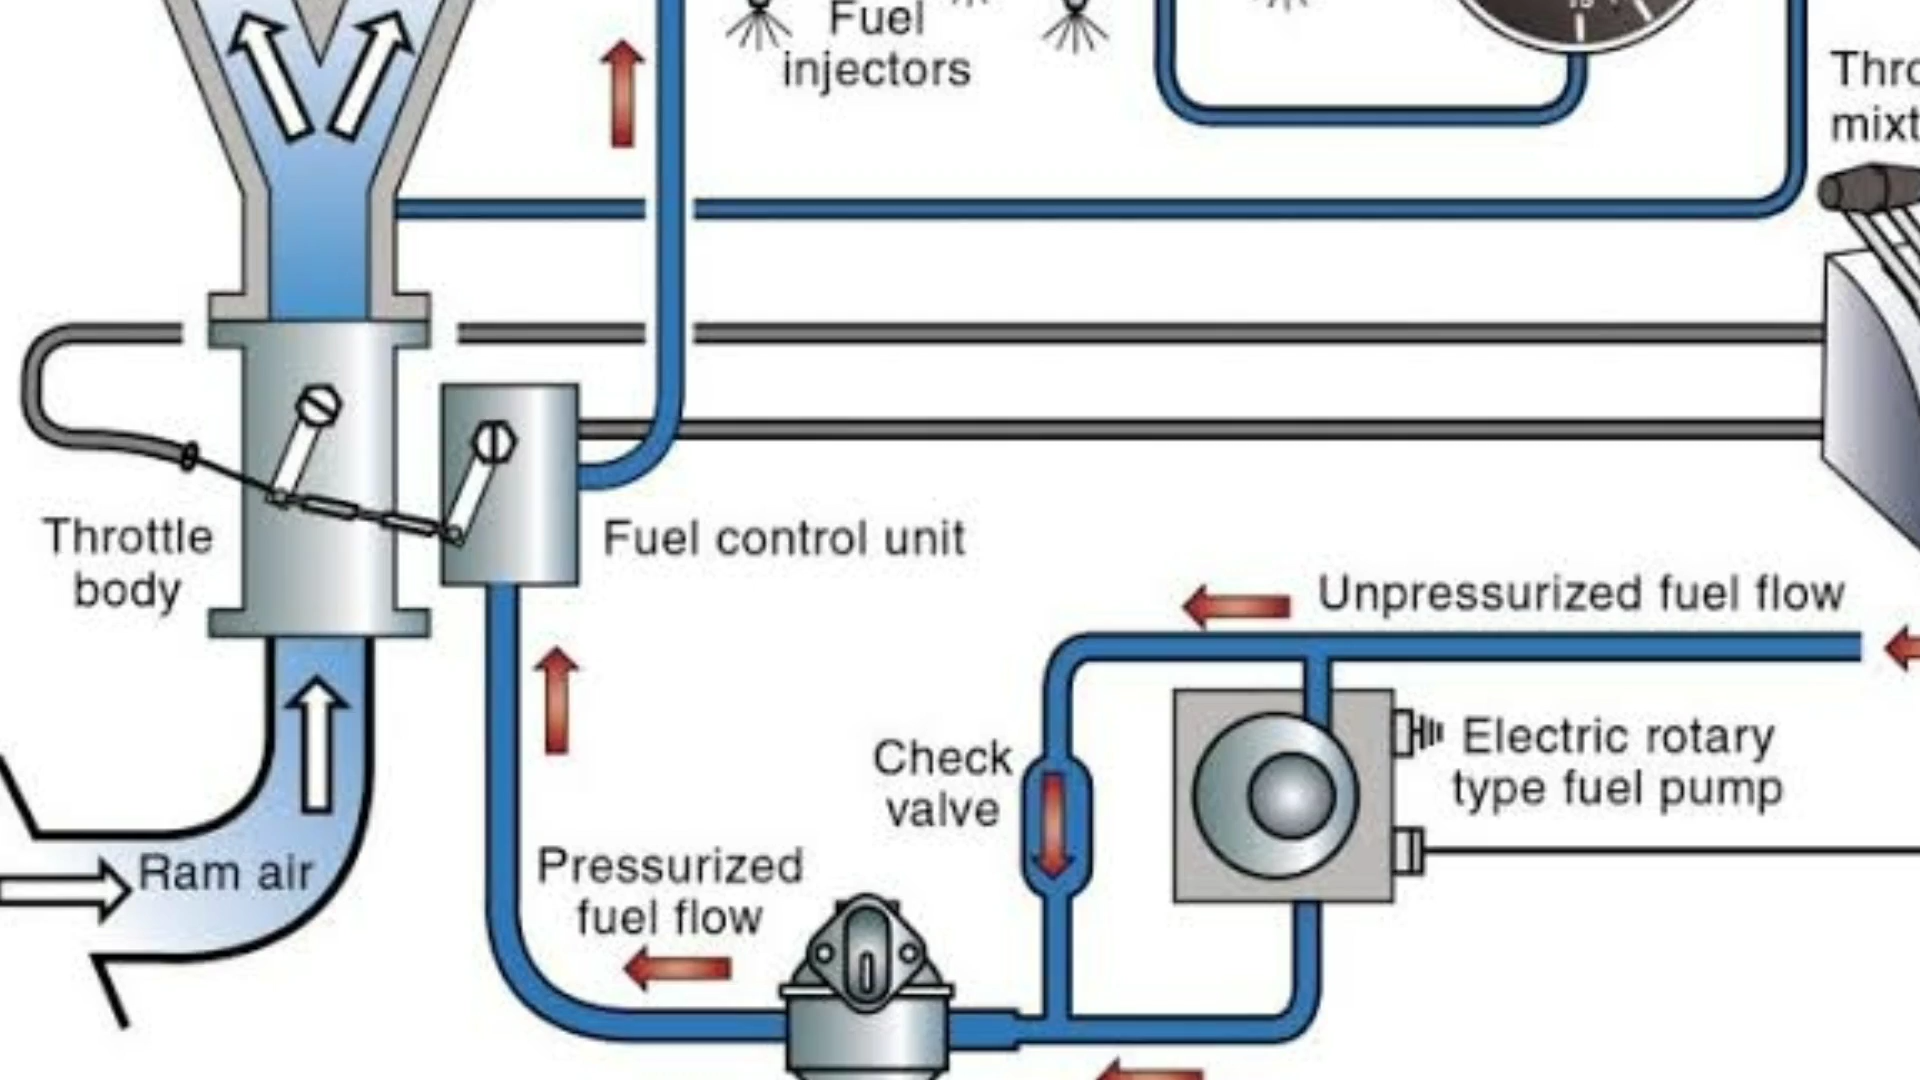 Fuel
injectors
Throttle
body
Fuel control unit
Unpressurized fuel flow
Check
valve
Electric rotary
type fuel pump
Pressurized
fuel flow
Ram air